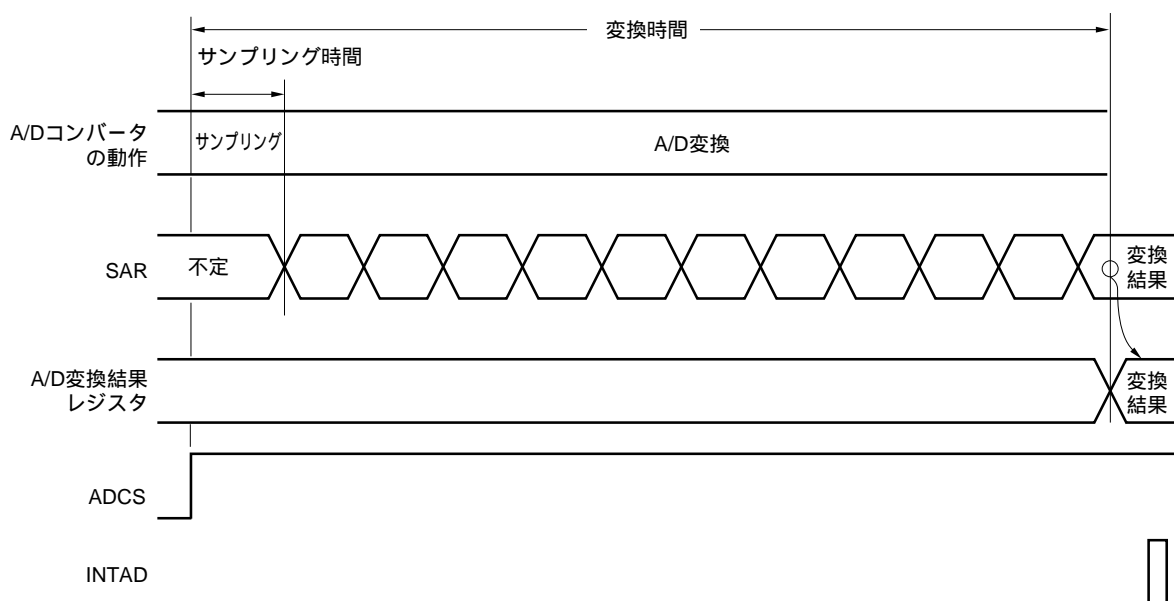 変換時間
サンプリング時間
A/Dコンバータ
の動作
サンプリング
A/D変換
SAR
不定
変換
結果
A/D変換結果
レジスタ
変換
結果
ADCS
INTAD